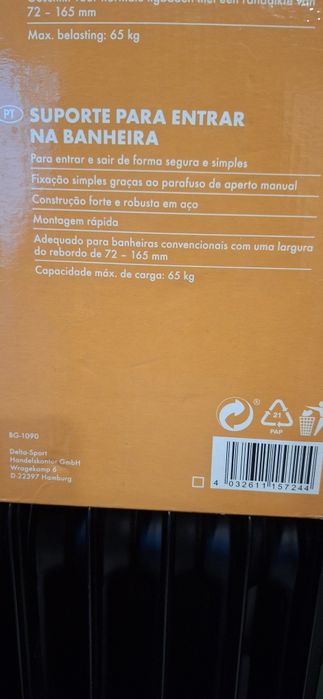 72 – 165 mm
Max. belasting: 65 kg
PT
SUPORTE PARA ENTRAR
NA BANHEIRA
Para entrar e sair de forma segura e simples
Fixação simples graças ao parafuso de aperto manual
Construção forte e robusta em aço
Montagem rápida
Adequado para banheiras convencionais com uma largura
do rebordo de 72 – 165 mm
Capacidade máx. de carga: 65 kg
®
21
PAP
BG-1090
Delta-Sport
Handelskontor GmbH
Wragekamp 6
D-22397 Hamburg
4 032611 157244